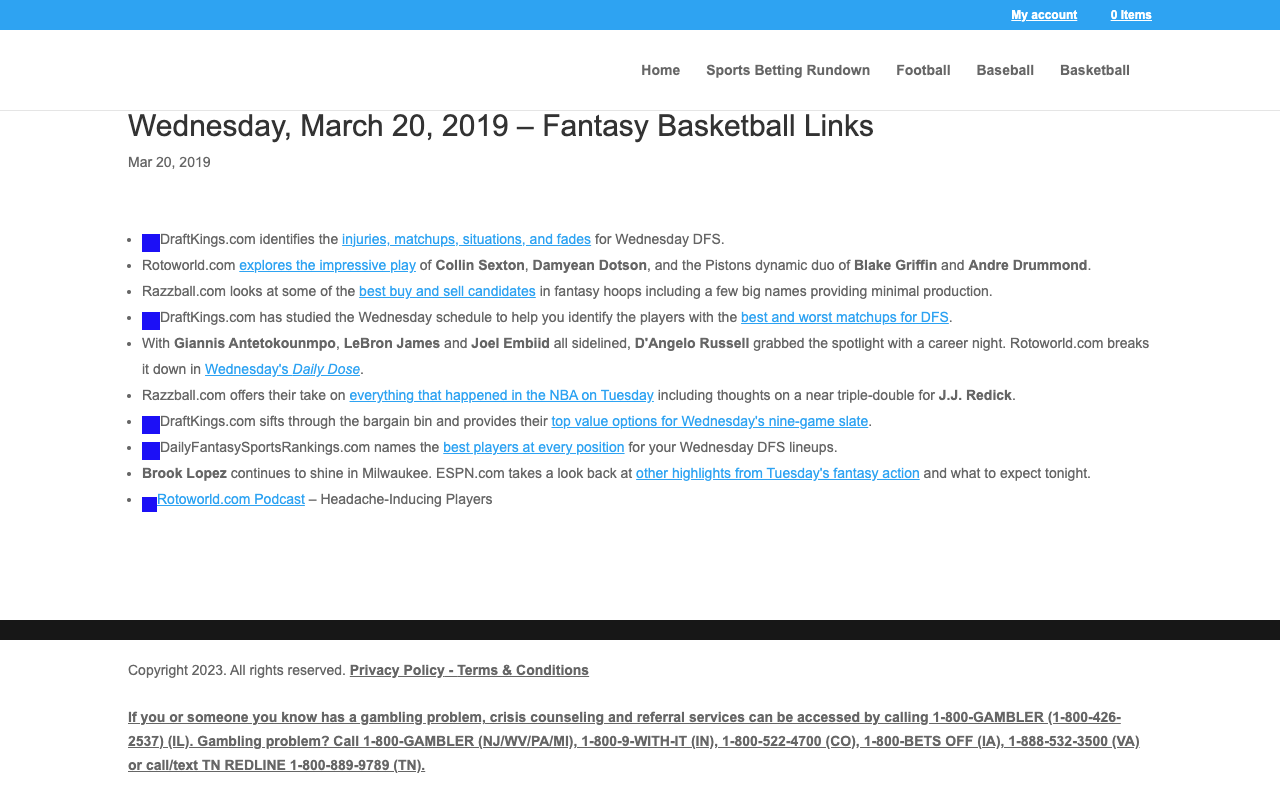 My account 0 Items
Home Sports Betting Rundown Football Baseball Basketball
Wednesday, March 20, 2019 – Fantasy Basketball Links
Mar 20, 2019
DraftKings.com identifies the injuries, matchups, situations, and fades for Wednesday DFS.
Rotoworld.com explores the impressive play of Collin Sexton, Damyean Dotson, and the Pistons dynamic duo of Blake Griffin and Andre Drummond.
Razzball.com looks at some of the best buy and sell candidates in fantasy hoops including a few big names providing minimal production.
DraftKings.com has studied the Wednesday schedule to help you identify the players with the best and worst matchups for DFS.
With Giannis Antetokounmpo, LeBron James and Joel Embiid all sidelined, D'Angelo Russell grabbed the spotlight with a career night. Rotoworld.com breaks
it down in Wednesday's Daily Dose.
Razzball.com offers their take on everything that happened in the NBA on Tuesday including thoughts on a near triple-double for J.J. Redick.
DraftKings.com sifts through the bargain bin and provides their top value options for Wednesday's nine-game slate.
DailyFantasySportsRankings.com names the best players at every position for your Wednesday DFS lineups.
Brook Lopez continues to shine in Milwaukee. ESPN.com takes a look back at other highlights from Tuesday's fantasy action and what to expect tonight.
Rotoworld.com Podcast – Headache-Inducing Players
Copyright 2023. All rights reserved. Privacy Policy - Terms & Conditions
If you or someone you know has a gambling problem, crisis counseling and referral services can be accessed by calling 1-800-GAMBLER (1-800-426-
2537) (IL). Gambling problem? Call 1-800-GAMBLER (NJ/WV/PA/MI), 1-800-9-WITH-IT (IN), 1-800-522-4700 (CO), 1-800-BETS OFF (IA), 1-888-532-3500 (VA)
or call/text TN REDLINE 1-800-889-9789 (TN).